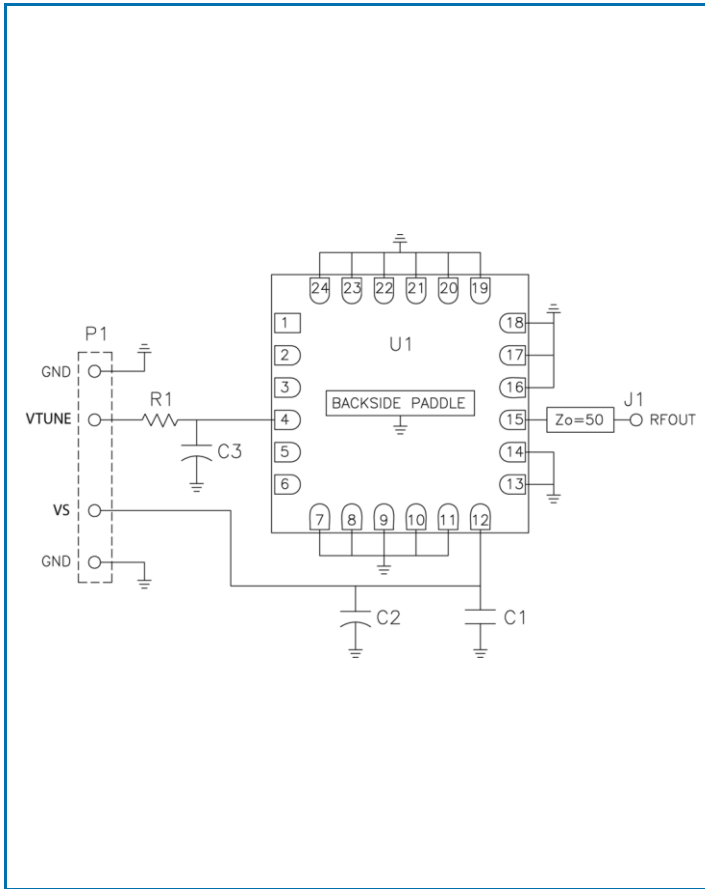 24 23 22 21 20 19
1
18
P1
U1
2
17
GND
R1
3
16
J1
BACKSIDE PADDLE
VTUNE
4
15
Zo=50
RFOUT
C3
5
14
6
13
VS
7 8 9 10 11 12
GND
C2
C1